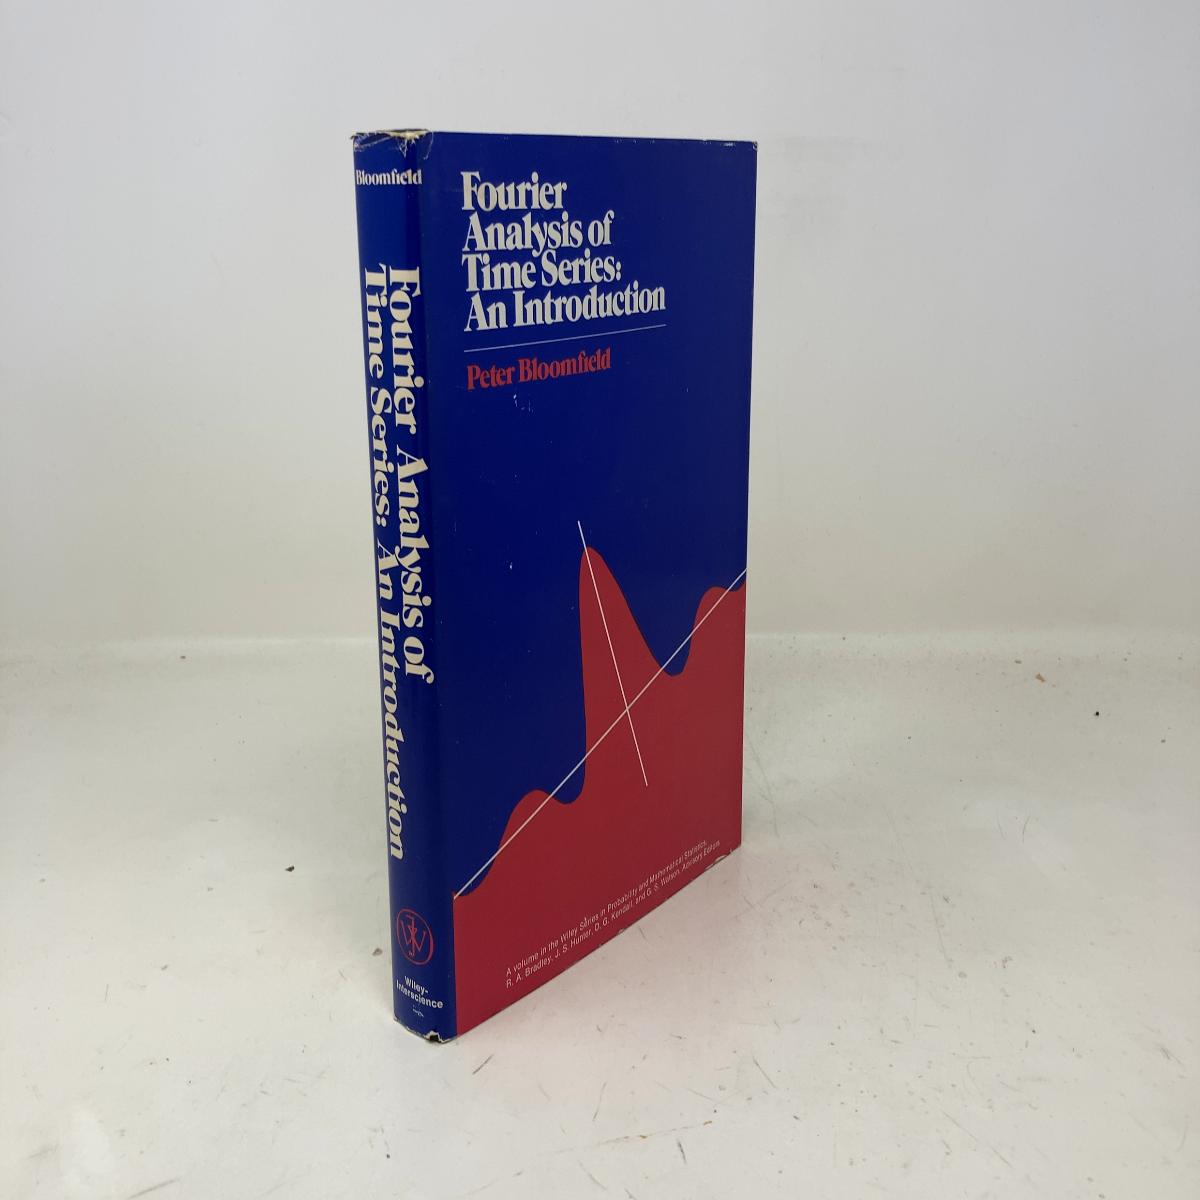 Bloomfield
Fourier Analysis of
Time Series: An Introduction
Wiley-
Interscience
Fourier
Analysis of
Time Series:
An Introduction
Peter Bloomfield
A volume in the Wiley Series in Probability and Mathematical Statistics.
R. A. Bradley, J. S. Hunter, D. G. Kendall, and G. S. Watson, Advisory Editors